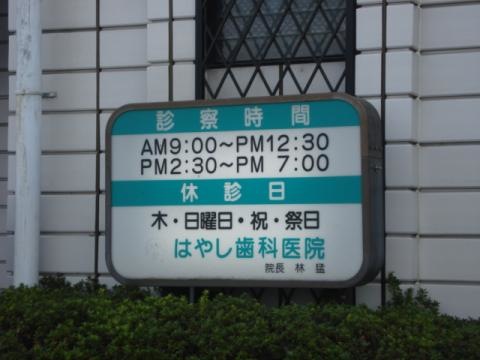 診察時間
AM9:00～PM12:30
PM2:30～PM 7:00
休診日
木・日曜日・祝・祭日
はやし歯科医院
院長 林 猛